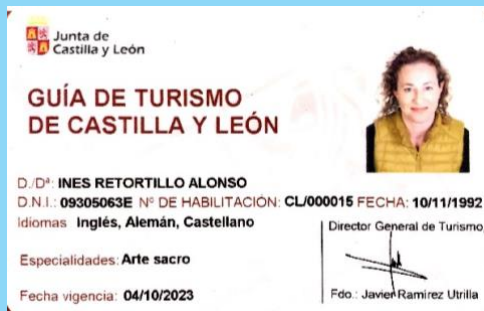 Junta de
Castilla y León
GUÍA DE TURISMO
DE CASTILLA Y LEÓN
D./Dª: INES RETORTILLO ALONSO
D.N.I.: 09305063E Nº DE HABILITACIÓN: CL/000015 FECHA: 10/11/1992
Idiomas Inglés, Alemán, Castellano
Especialidades: Arte sacro
Fecha vigencia: 04/10/2023
Director General de Turismo
Fdo.: Javier Ramirez Utrilla